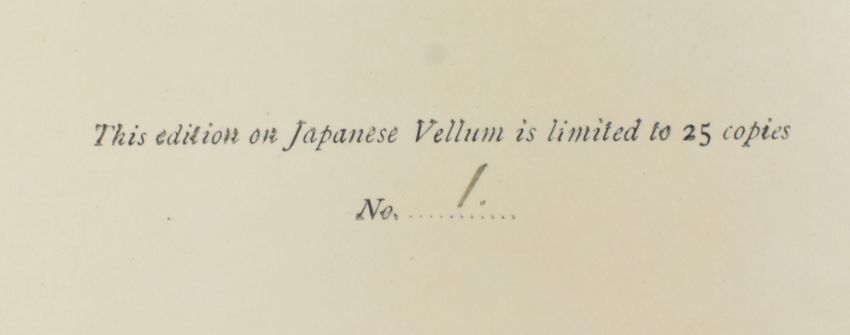 This edition on Japanese Vellum is limited to 25 copies
No. 1.